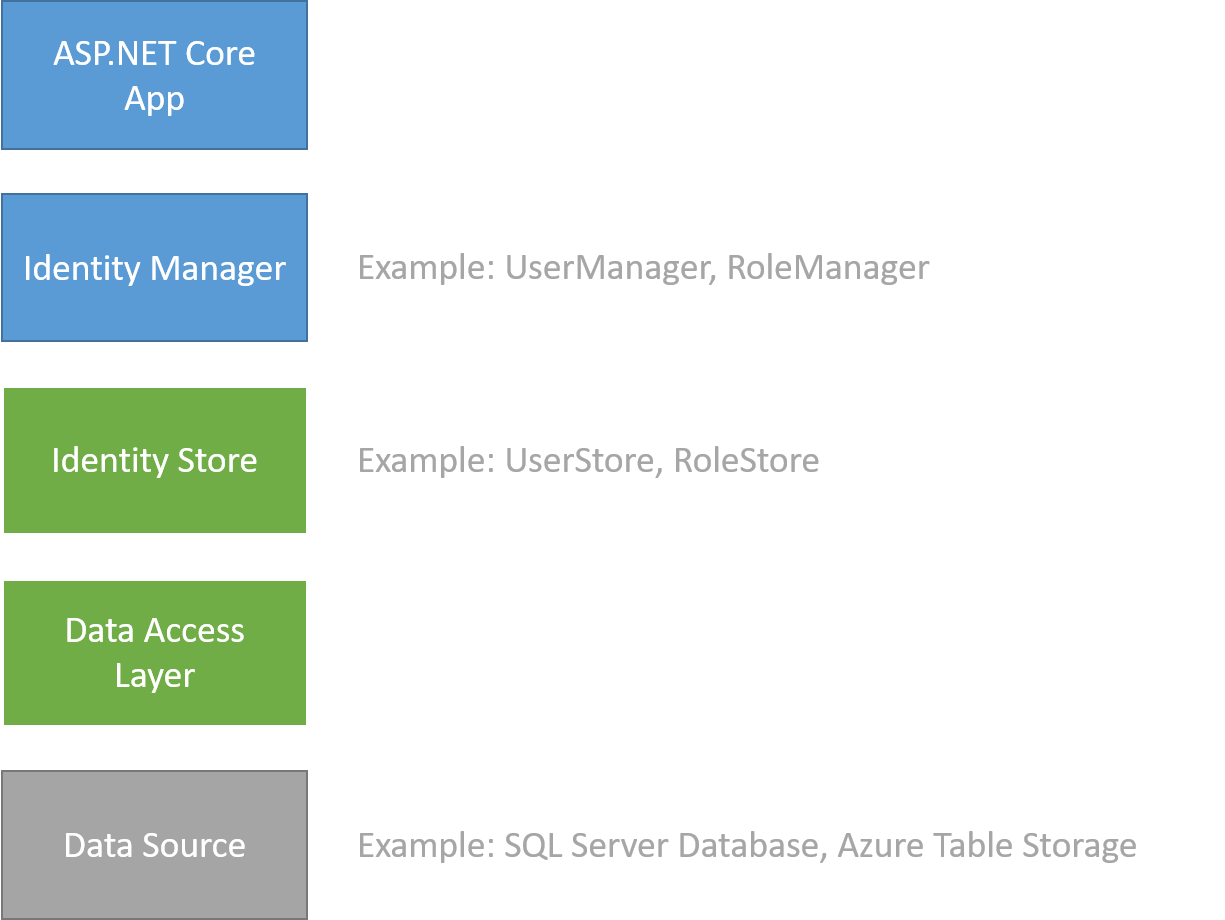 ASP.NET Core
App
Identity Manager
Example: UserManager, RoleManager
Identity Store
Example: UserStore, RoleStore
Data Access
Layer
Data Source
Example: SQL Server Database, Azure Table Storage